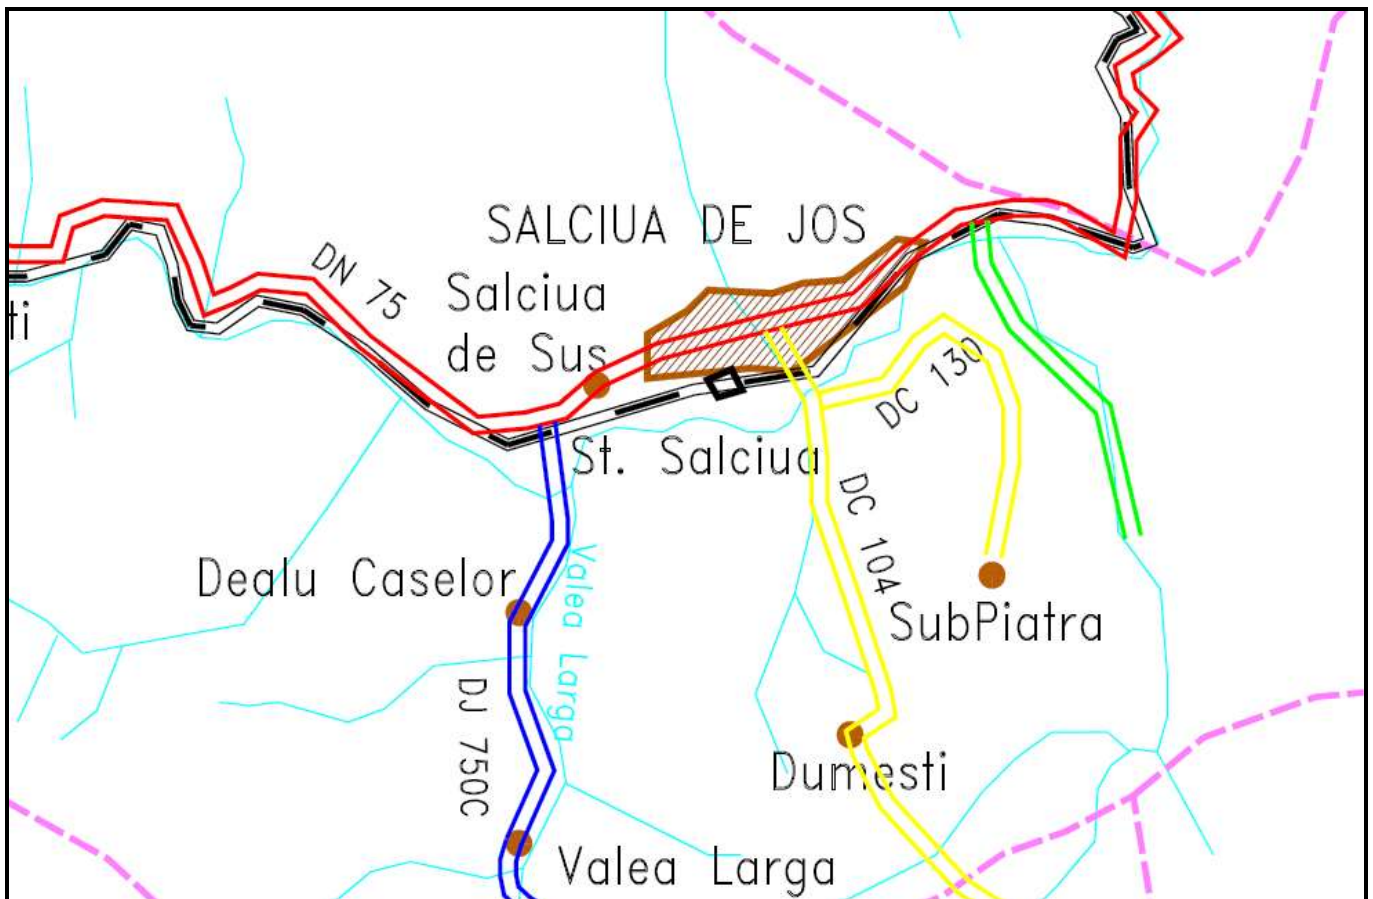 SALCIUA DE JOS
DN 75
Salciua
de Sus
ti
DC 130
St. Salciua
DC 104
Dealu Caselor
Valea Larga
SubPiatra
DJ 750C
Dumesti
Valea Larga